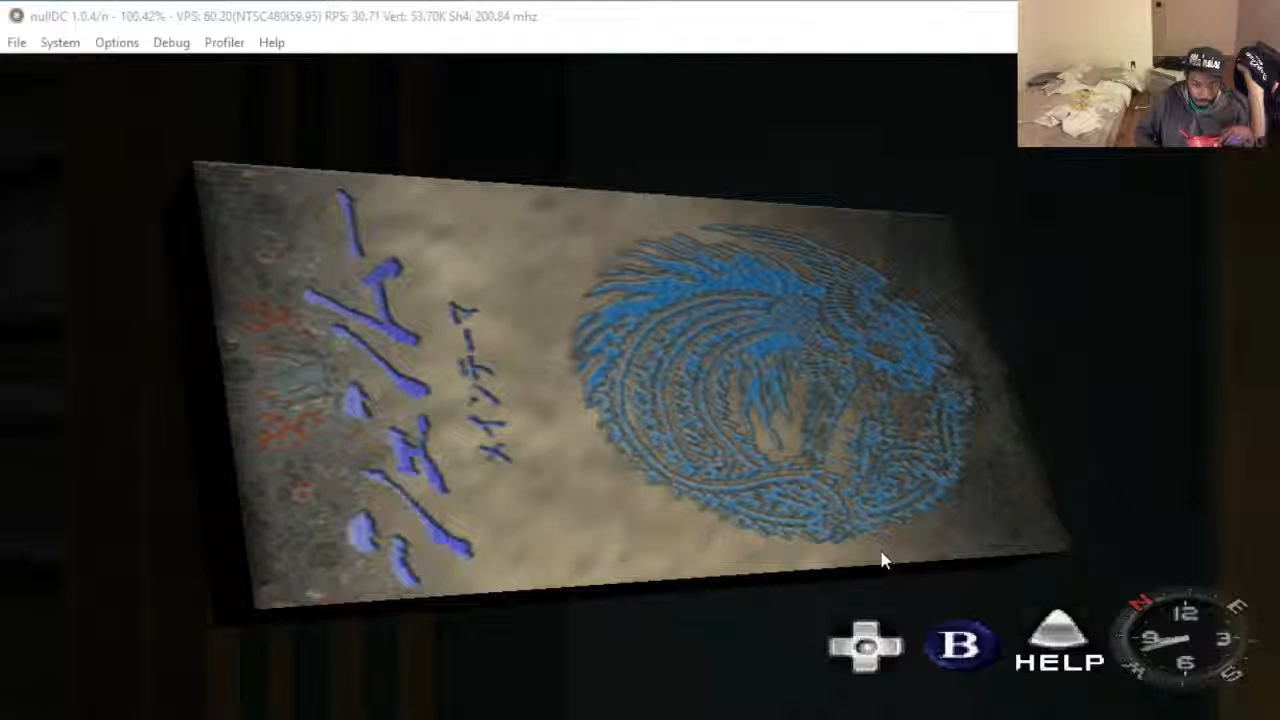 nullDC 1.0.4/n - 100.42% - VPS: 60.20(NTSC480I59.95) RPS: 30.71 Vert: 53.70K Sh4: 200.84 mhz
File System Options Debug Profiler Help
シェンムー
メインテーマ
B
HELP
N
E
S
W
12
3
6
9